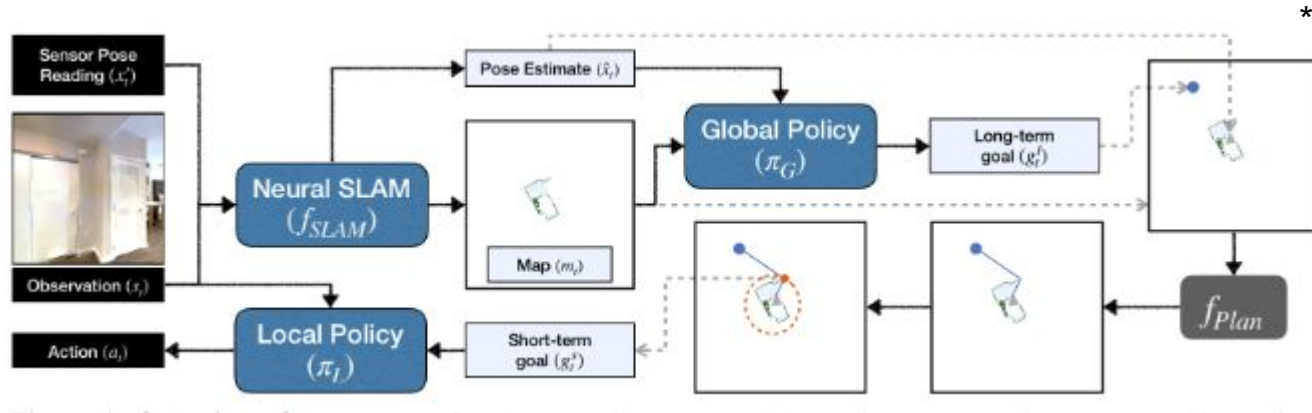 *
Sensor Pose
Reading (xₜ′)
Pose Estimate (x̂ₜ)
Global Policy
(π_G)
Long-term
goal (gₜˡ)
Neural SLAM
(f_SLAM)
Map (mₜ)
Observation (sₜ)
f_Plan
Local Policy
(π_L)
Short-term
goal (gₜˢ)
Action (aₜ)